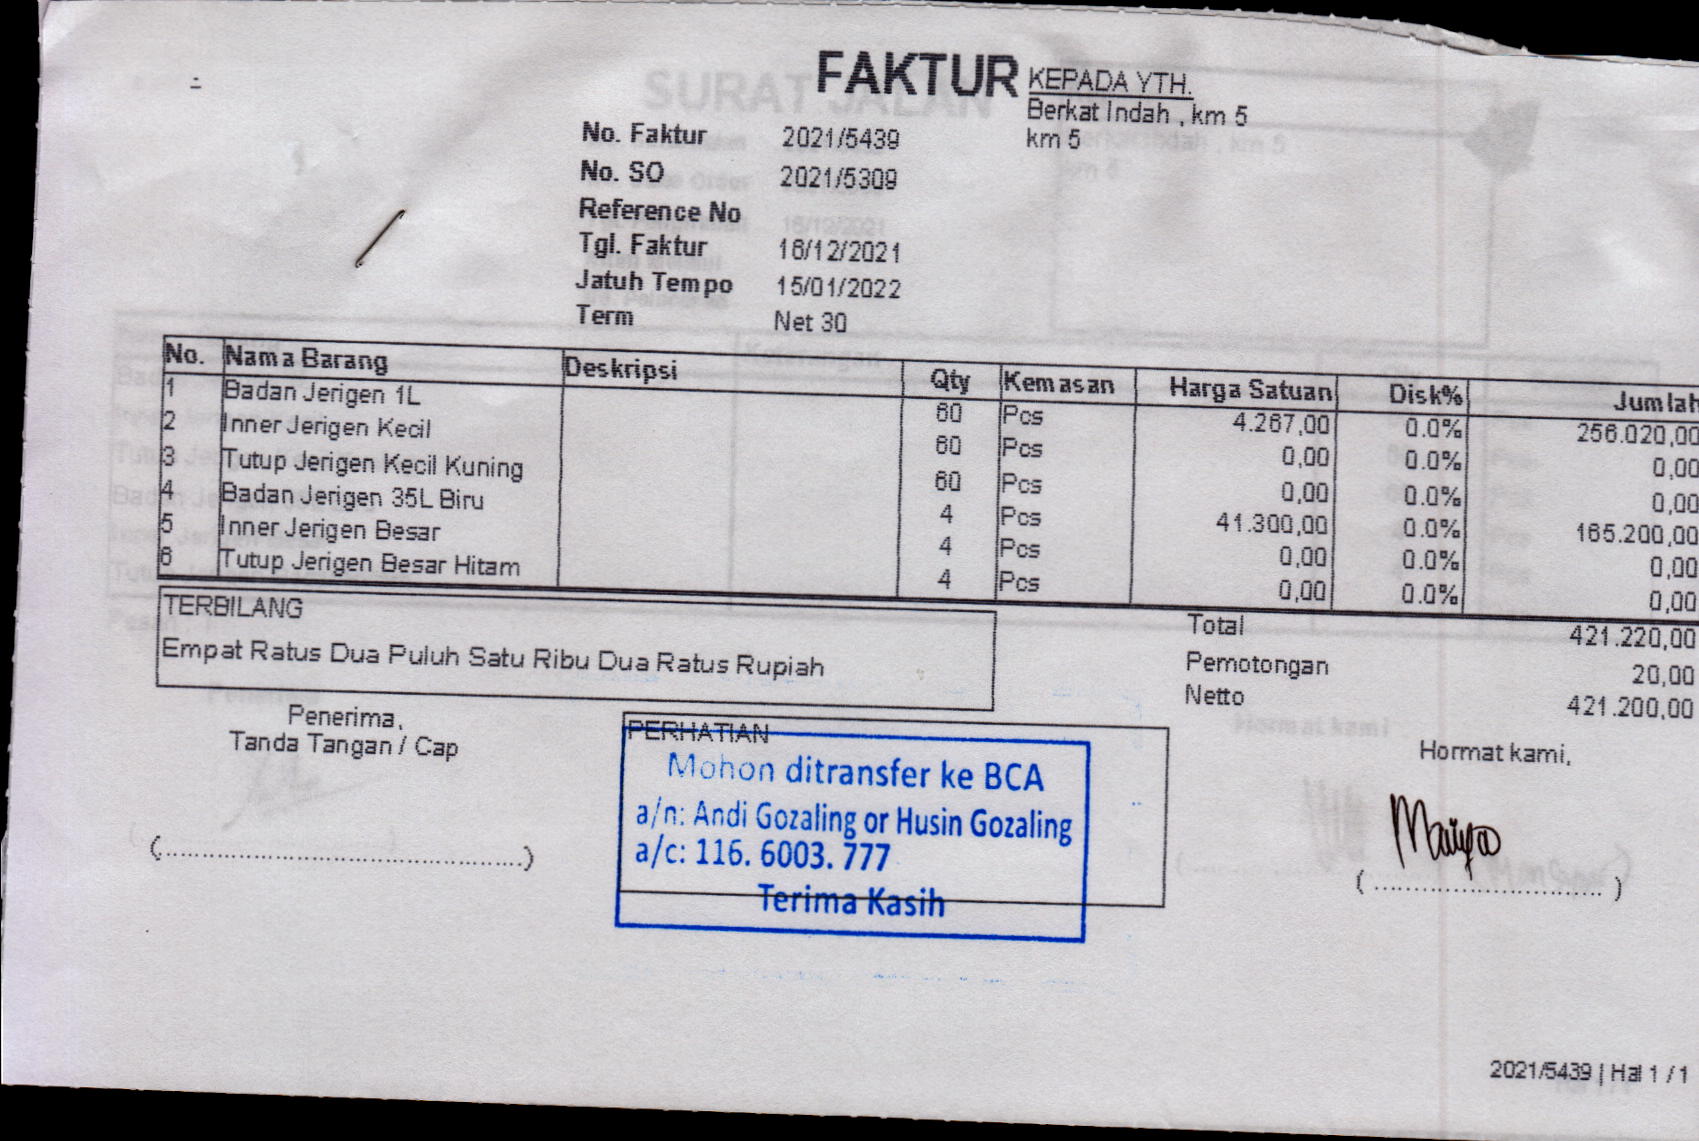 FAKTUR
KEPADA YTH.
Berkat Indah , km 5
km 5
No. Faktur 2021/5439
No. SO 2021/5309
Reference No
Tgl. Faktur 16/12/2021
Jatuh Tempo 15/01/2022
Term Net 30
No. Nama Barang Deskripsi Qty Kemasan Harga Satuan Disk% Jumlah
1 Badan Jerigen 1L 60 Pcs 4.267,00 0.0% 256.020,00
2 Inner Jerigen Kecil 60 Pcs 0,00 0.0% 0,00
3 Tutup Jerigen Kecil Kuning 60 Pcs 0,00 0.0% 0,00
4 Badan Jerigen 35L Biru 4 Pcs 41.300,00 0.0% 165.200,00
5 Inner Jerigen Besar 4 Pcs 0,00 0.0% 0,00
6 Tutup Jerigen Besar Hitam 4 Pcs 0,00 0.0% 0,00
TERBILANG
Empat Ratus Dua Puluh Satu Ribu Dua Ratus Rupiah
Total 421.220,00
Pemotongan 20,00
Netto 421.200,00
Penerima,
Tanda Tangan / Cap
(................................................)
PERHATIAN
Mohon ditransfer ke BCA
a/n: Andi Gozaling or Husin Gozaling
a/c: 116. 6003. 777
Terima Kasih
Hormat kami,
(..............................)
2021/5439 | Hal 1 / 1